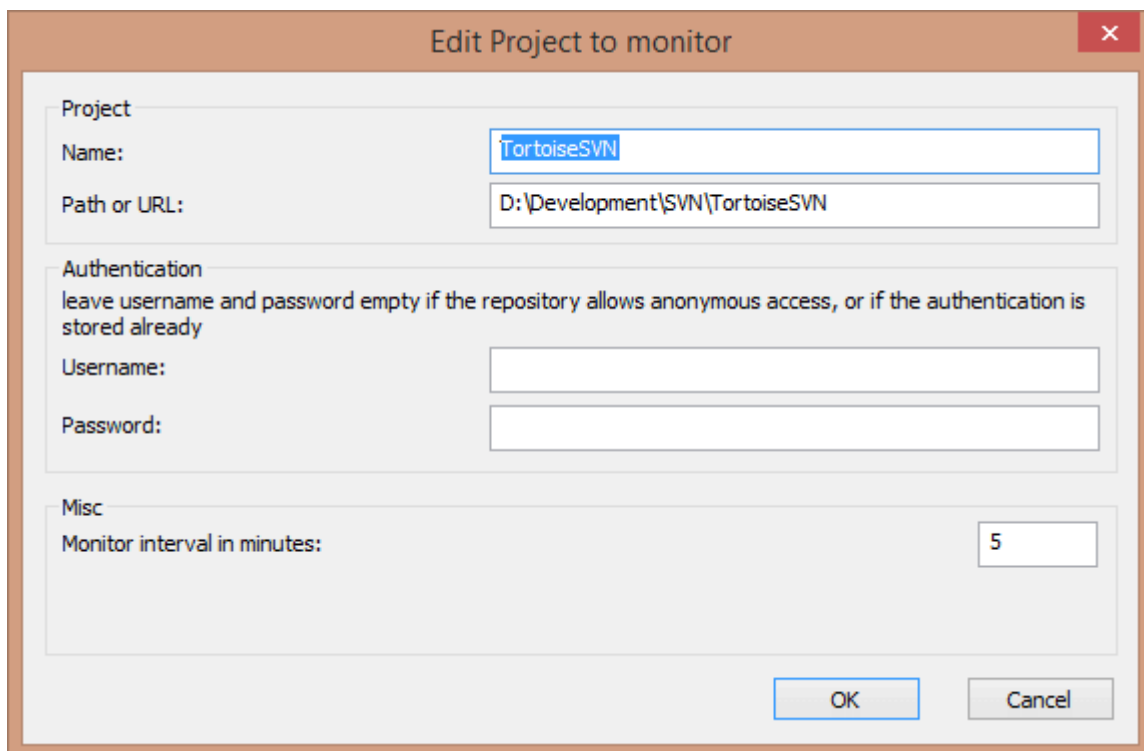 Edit Project to monitor
Project
Name:
TortoiseSVN
Path or URL:
D:\Development\SVN\TortoiseSVN
Authentication
leave username and password empty if the repository allows anonymous access, or if the authentication is
stored already
Username:
Password:
Misc
Monitor interval in minutes:
5
OK
Cancel